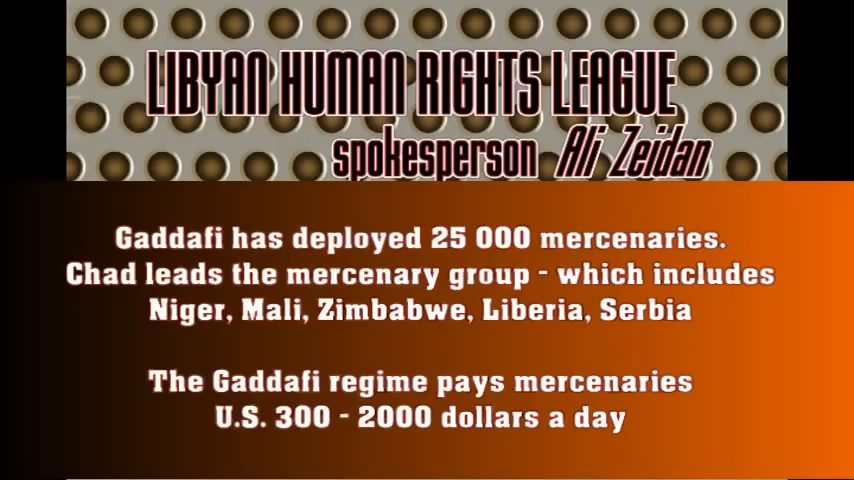 LIBYAN HUMAN RIGHTS LEAGUE
spokesperson Ali Zeidan
Gaddafi has deployed 25 000 mercenaries.
Chad leads the mercenary group - which includes
Niger, Mali, Zimbabwe, Liberia, Serbia
The Gaddafi regime pays mercenaries
U.S. 300 - 2000 dollars a day